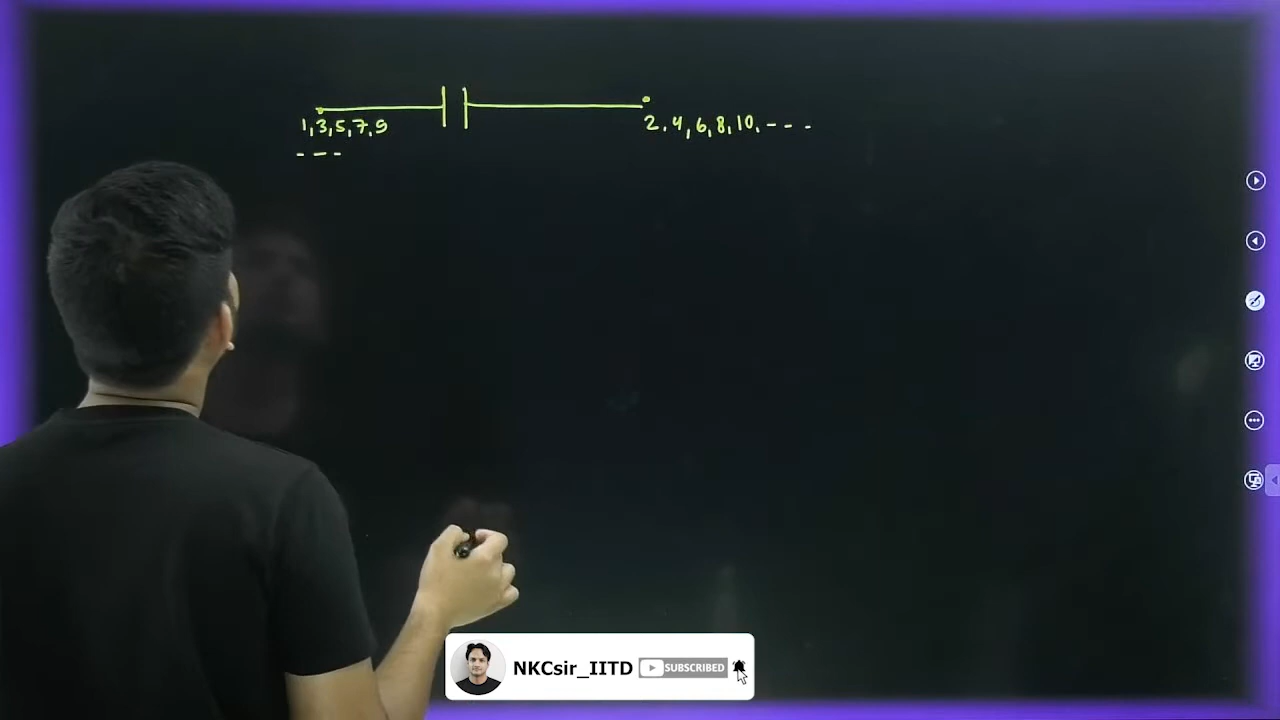 1,3,5,7,9
---
2,4,6,8,10,---
NKCsir_IITD SUBSCRIBED